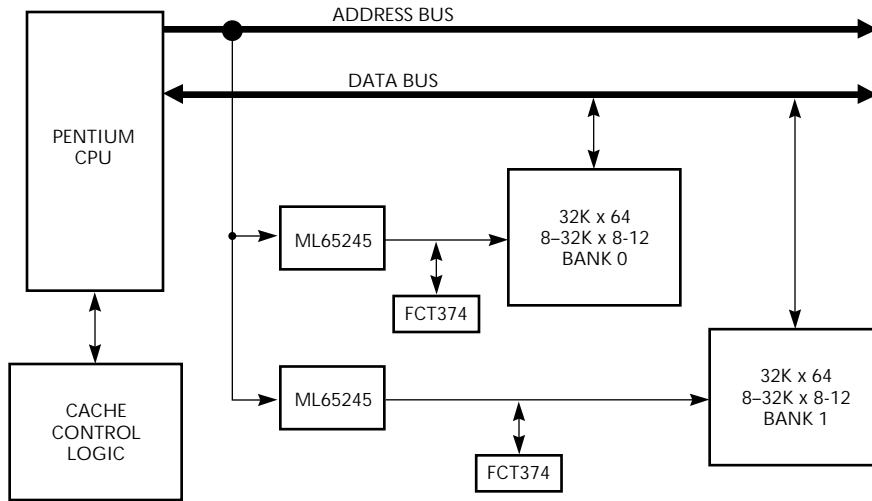 ADDRESS BUS
DATA BUS
PENTIUM
CPU
ML65245
32K x 64
8–32K x 8-12
BANK 0
FCT374
CACHE
CONTROL
LOGIC
ML65245
32K x 64
8–32K x 8-12
BANK 1
FCT374